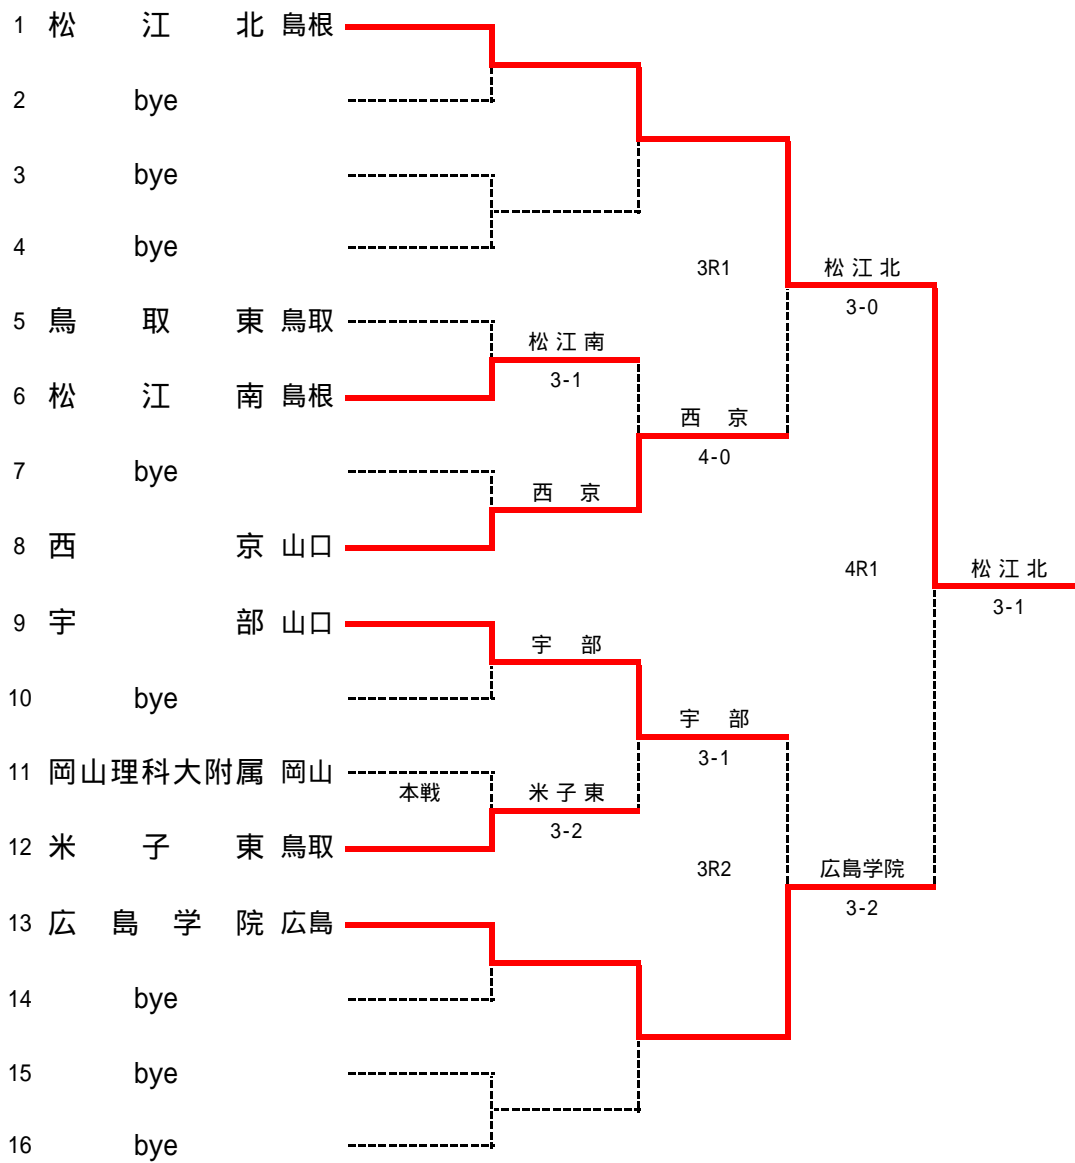 1 松江北 島根
2 bye
3 bye
4 bye
3R1
松江北
3-0
5 鳥取東 鳥取
松江南
3-1
6 松江南 島根
西京
4-0
7 bye
西京
8 西京 山口
4R1
松江北
3-1
9 宇部 山口
宇部
10 bye
宇部
3-1
11 岡山理科大附属 岡山
本戦
米子東
3-2
12 米子東 鳥取
3R2
広島学院
3-2
13 広島学院 広島
14 bye
15 bye
16 bye